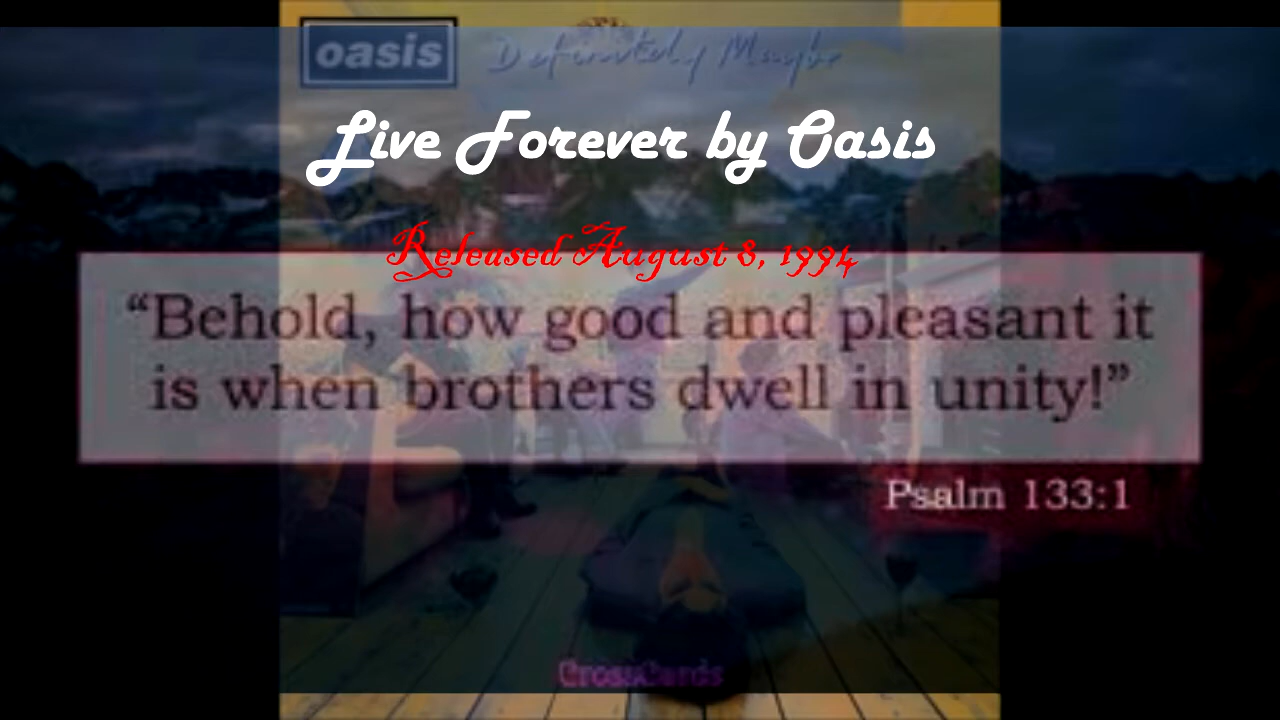 oasis
Definitely Maybe
Live Forever by Oasis
Released August 8, 1994
“Behold, how good and pleasant it
is when brothers dwell in unity!”
Psalm 133:1
CrossCards